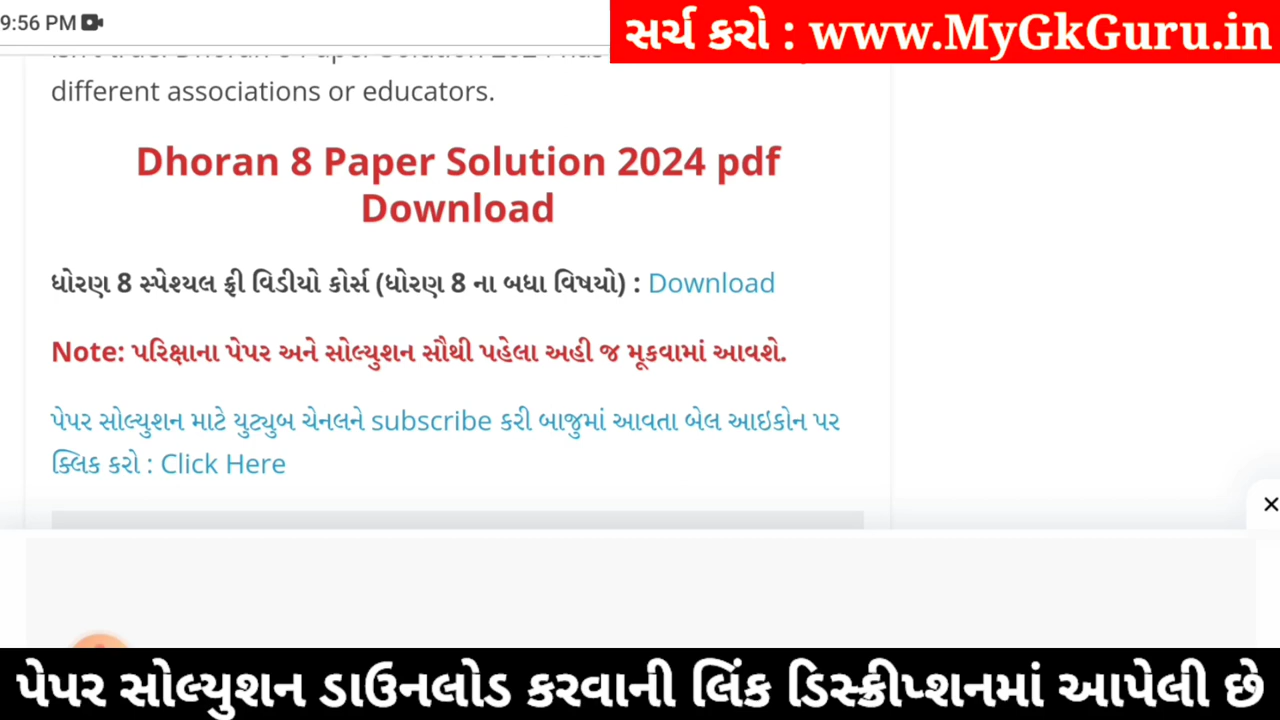 9:56 PM
સર્ચ કરો : www.MyGkGuru.in
different associations or educators.
Dhoran 8 Paper Solution 2024 pdf
Download
ધોરણ 8 સ્પેશ્યલ ફ્રી વિડીયો કોર્સ (ધોરણ 8 ના બધા વિષયો) : Download
Note: પરિક્ષાના પેપર અને સોલ્યુશન સૌથી પહેલા અહી જ મૂકવામાં આવશે.
પેપર સોલ્યુશન માટે યુટ્યુબ ચેનલને subscribe કરી બાજુમાં આવતા બેલ આઇકોન પર
ક્લિક કરો : Click Here
પેપર સોલ્યુશન ડાઉનલોડ કરવાની લિંક ડિસ્ક્રીપ્શનમાં આપેલી છે